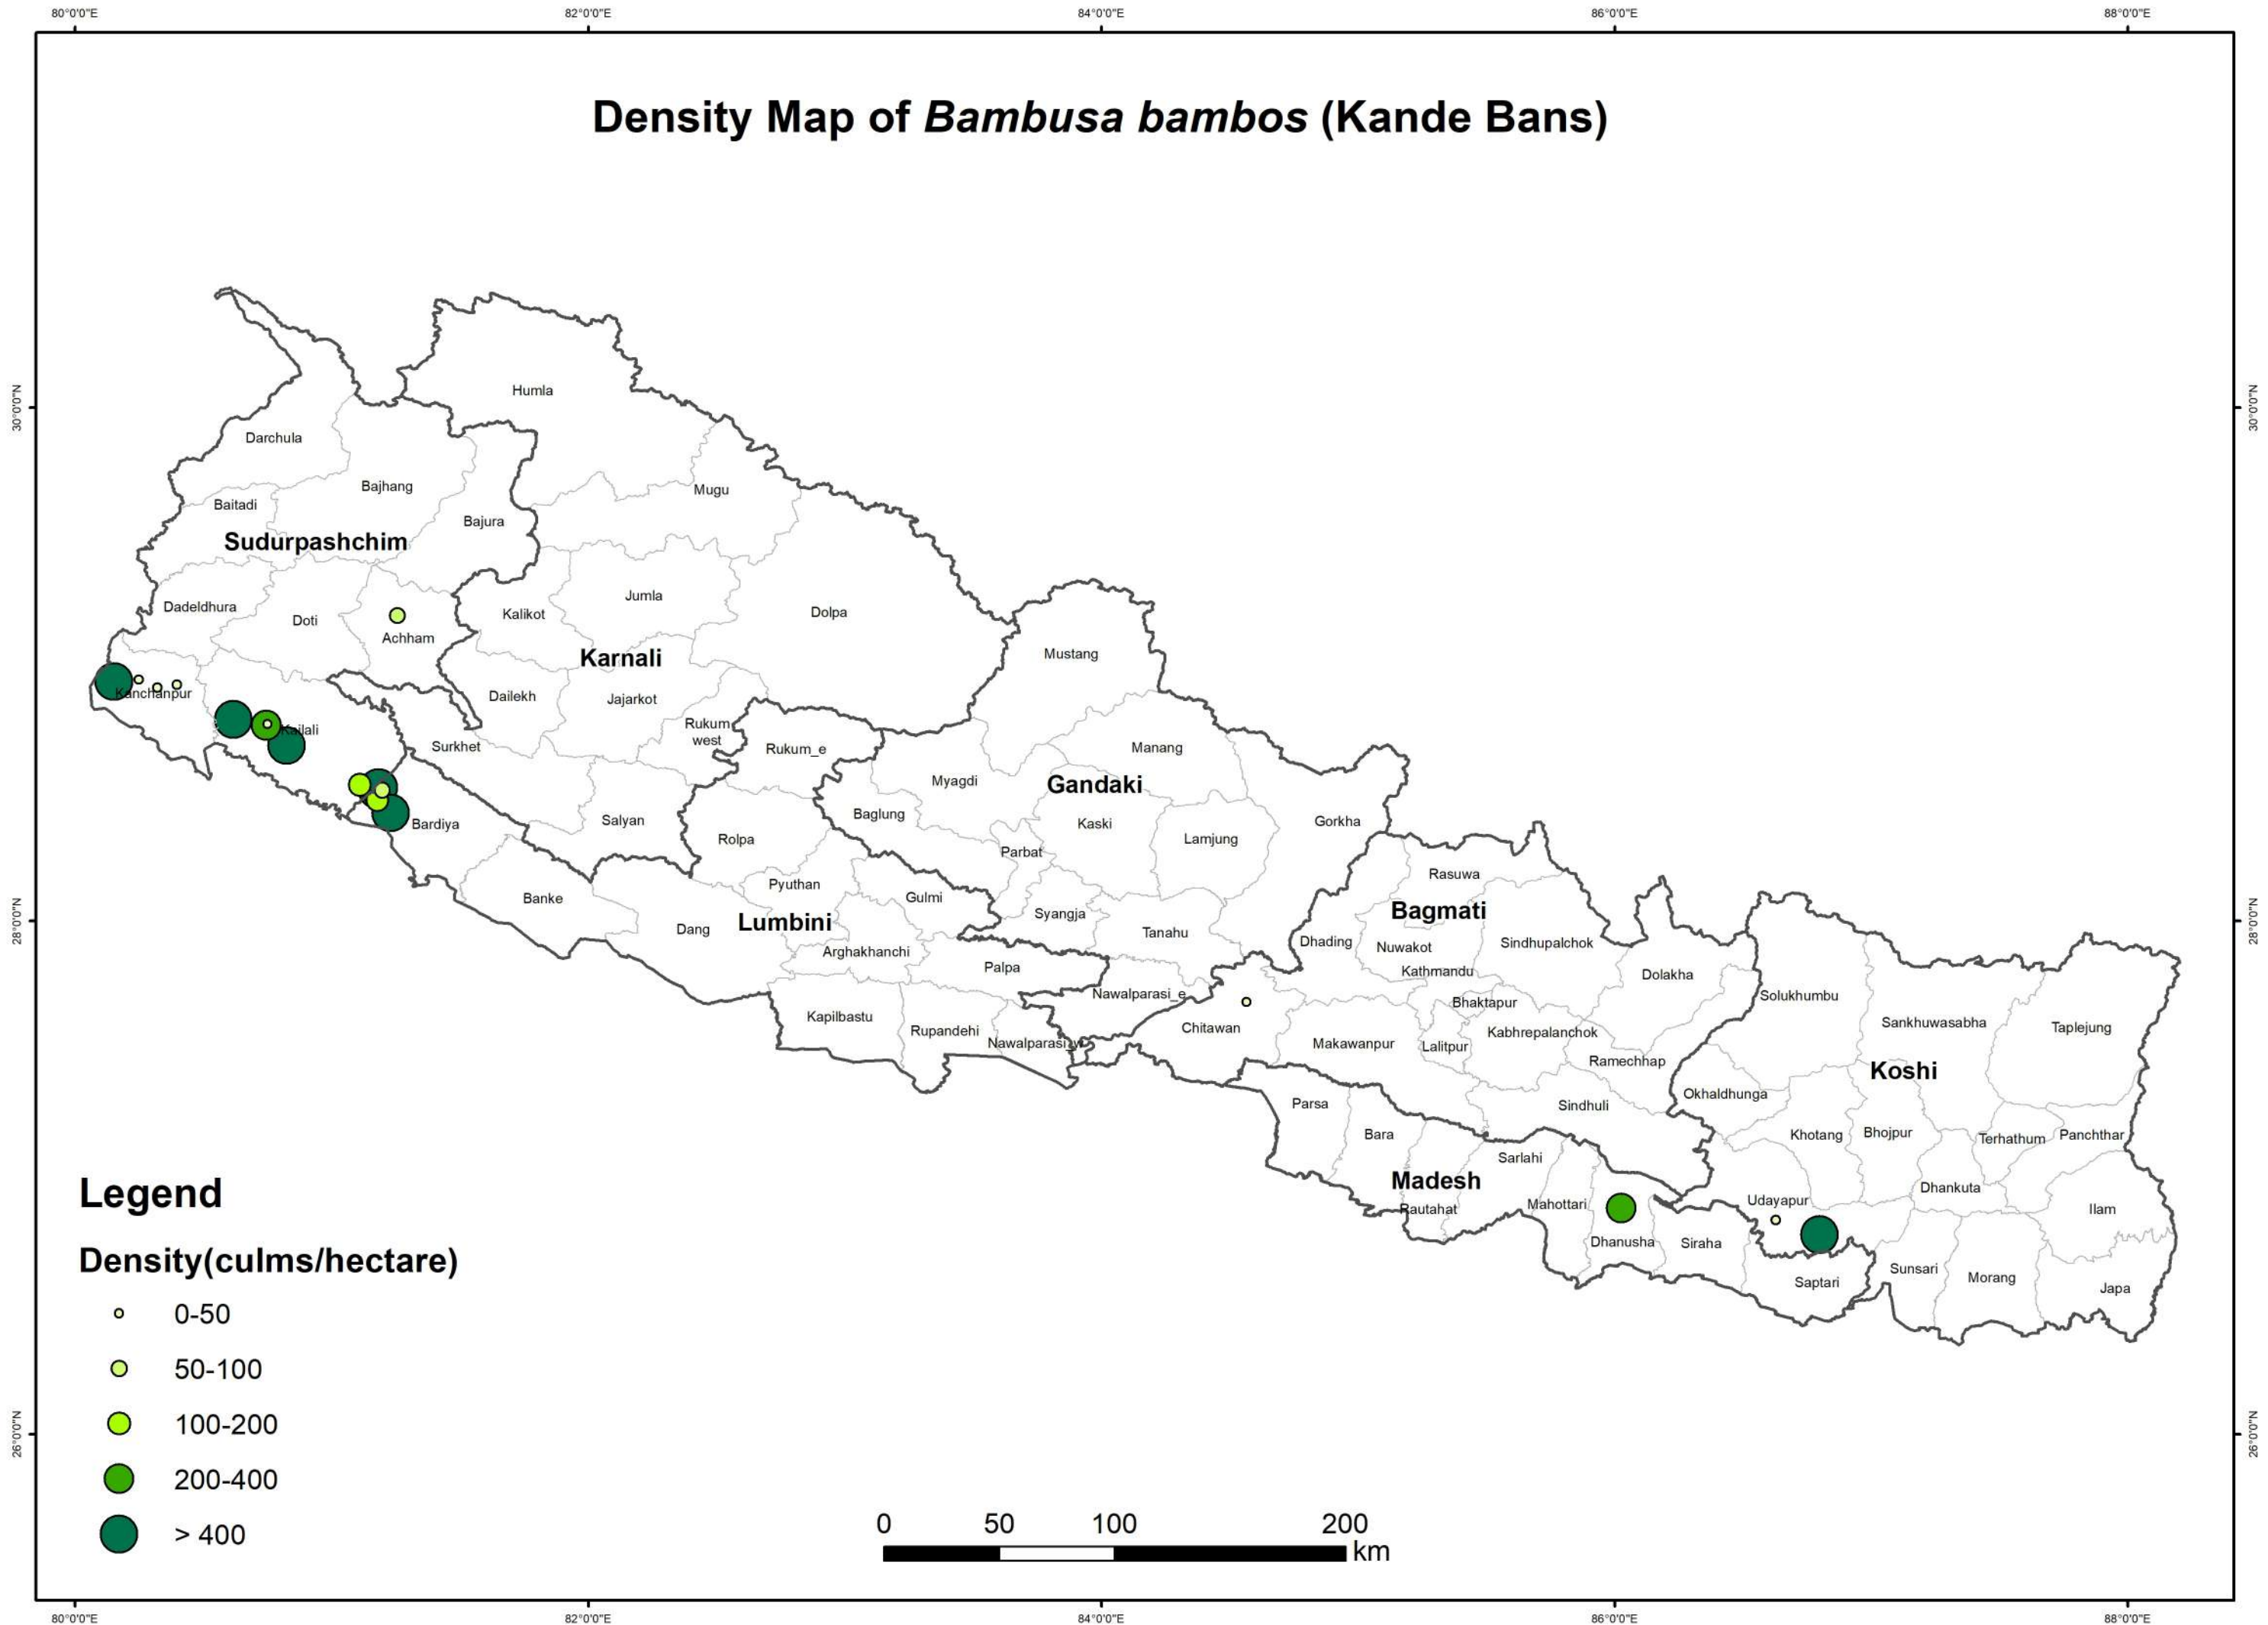 80°0'0"E 82°0'0"E 84°0'0"E 86°0'0"E 88°0'0"E
Density Map of Bambusa bambos (Kande Bans)
30°0'0"N 30°0'0"N
28°0'0"N 28°0'0"N
26°0'0"N 26°0'0"N
Humla
Darchula
Bajhang
Mugu
Baitadi
Bajura
Sudurpashchim
Jumla
Dadeldhura
Doti
Kalikot
Dolpa
Achham
Karnali
Mustang
Kanchanpur
Dailekh
Jajarkot
Rukum
west
Kailali
Surkhet
Rukum_e
Manang
Myagdi
Gandaki
Baglung
Salyan
Bardiya
Kaski
Gorkha
Rolpa
Lamjung
Parbat
Rasuwa
Pyuthan
Banke
Gulmi
Syangja
Bagmati
Lumbini
Dang
Tanahu
Dhading
Nuwakot
Sindhupalchok
Arghakhanchi
Palpa
Kathmandu
Dolakha
Nawalparasi_e
Solukhumbu
Bhaktapur
Kapilbastu
Rupandehi
Chitawan
Sankhuwasabha
Taplejung
Kabhrepalanchok
Nawalparasi_w
Makawanpur
Lalitpur
Ramechhap
Koshi
Okhaldhunga
Parsa
Sindhuli
Bara
Khotang
Bhojpur
Terhathum
Panchthar
Sarlahi
Madesh
Dhankuta
Rautahat
Mahottari
Udayapur
Ilam
Dhanusha
Siraha
Saptari
Sunsari
Morang
Japa
Legend
Density(culms/hectare)
0-50
50-100
100-200
200-400
> 400
0 50 100 200
km
80°0'0"E 82°0'0"E 84°0'0"E 86°0'0"E 88°0'0"E